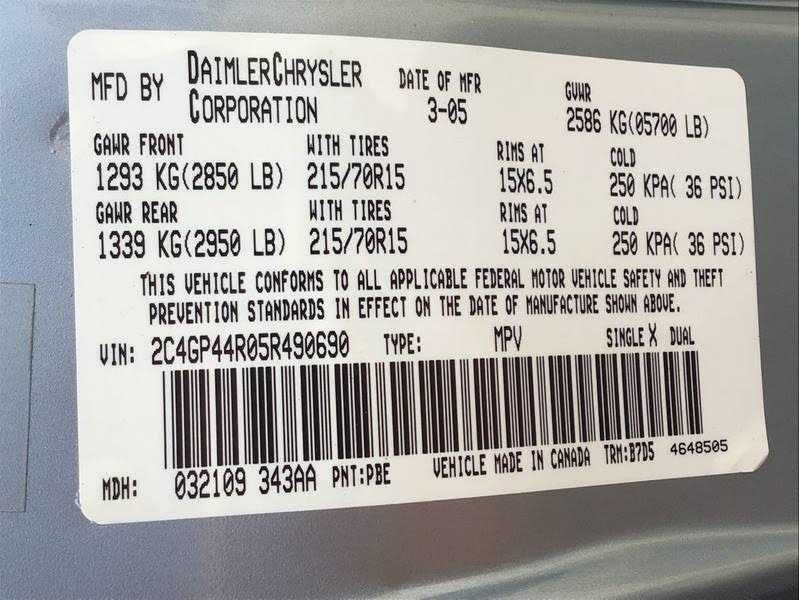 MFD BY DAIMLERCHRYSLER CORPORATION DATE OF MFR 3-05 GVWR 2586 KG(05700 LB)
GAWR FRONT WITH TIRES RIMS AT COLD
1293 KG(2850 LB) 215/70R15 15X6.5 250 KPA( 36 PSI)
GAWR REAR WITH TIRES RIMS AT COLD
1339 KG(2950 LB) 215/70R15 15X6.5 250 KPA( 36 PSI)
THIS VEHICLE CONFORMS TO ALL APPLICABLE FEDERAL MOTOR VEHICLE SAFETY AND THEFT
PREVENTION STANDARDS IN EFFECT ON THE DATE OF MANUFACTURE SHOWN ABOVE.
VIN: 2C4GP44R05R490690 TYPE: MPV SINGLE X DUAL
MDH: 032109 343AA PNT:PBE VEHICLE MADE IN CANADA TRM:B7D5 4648505